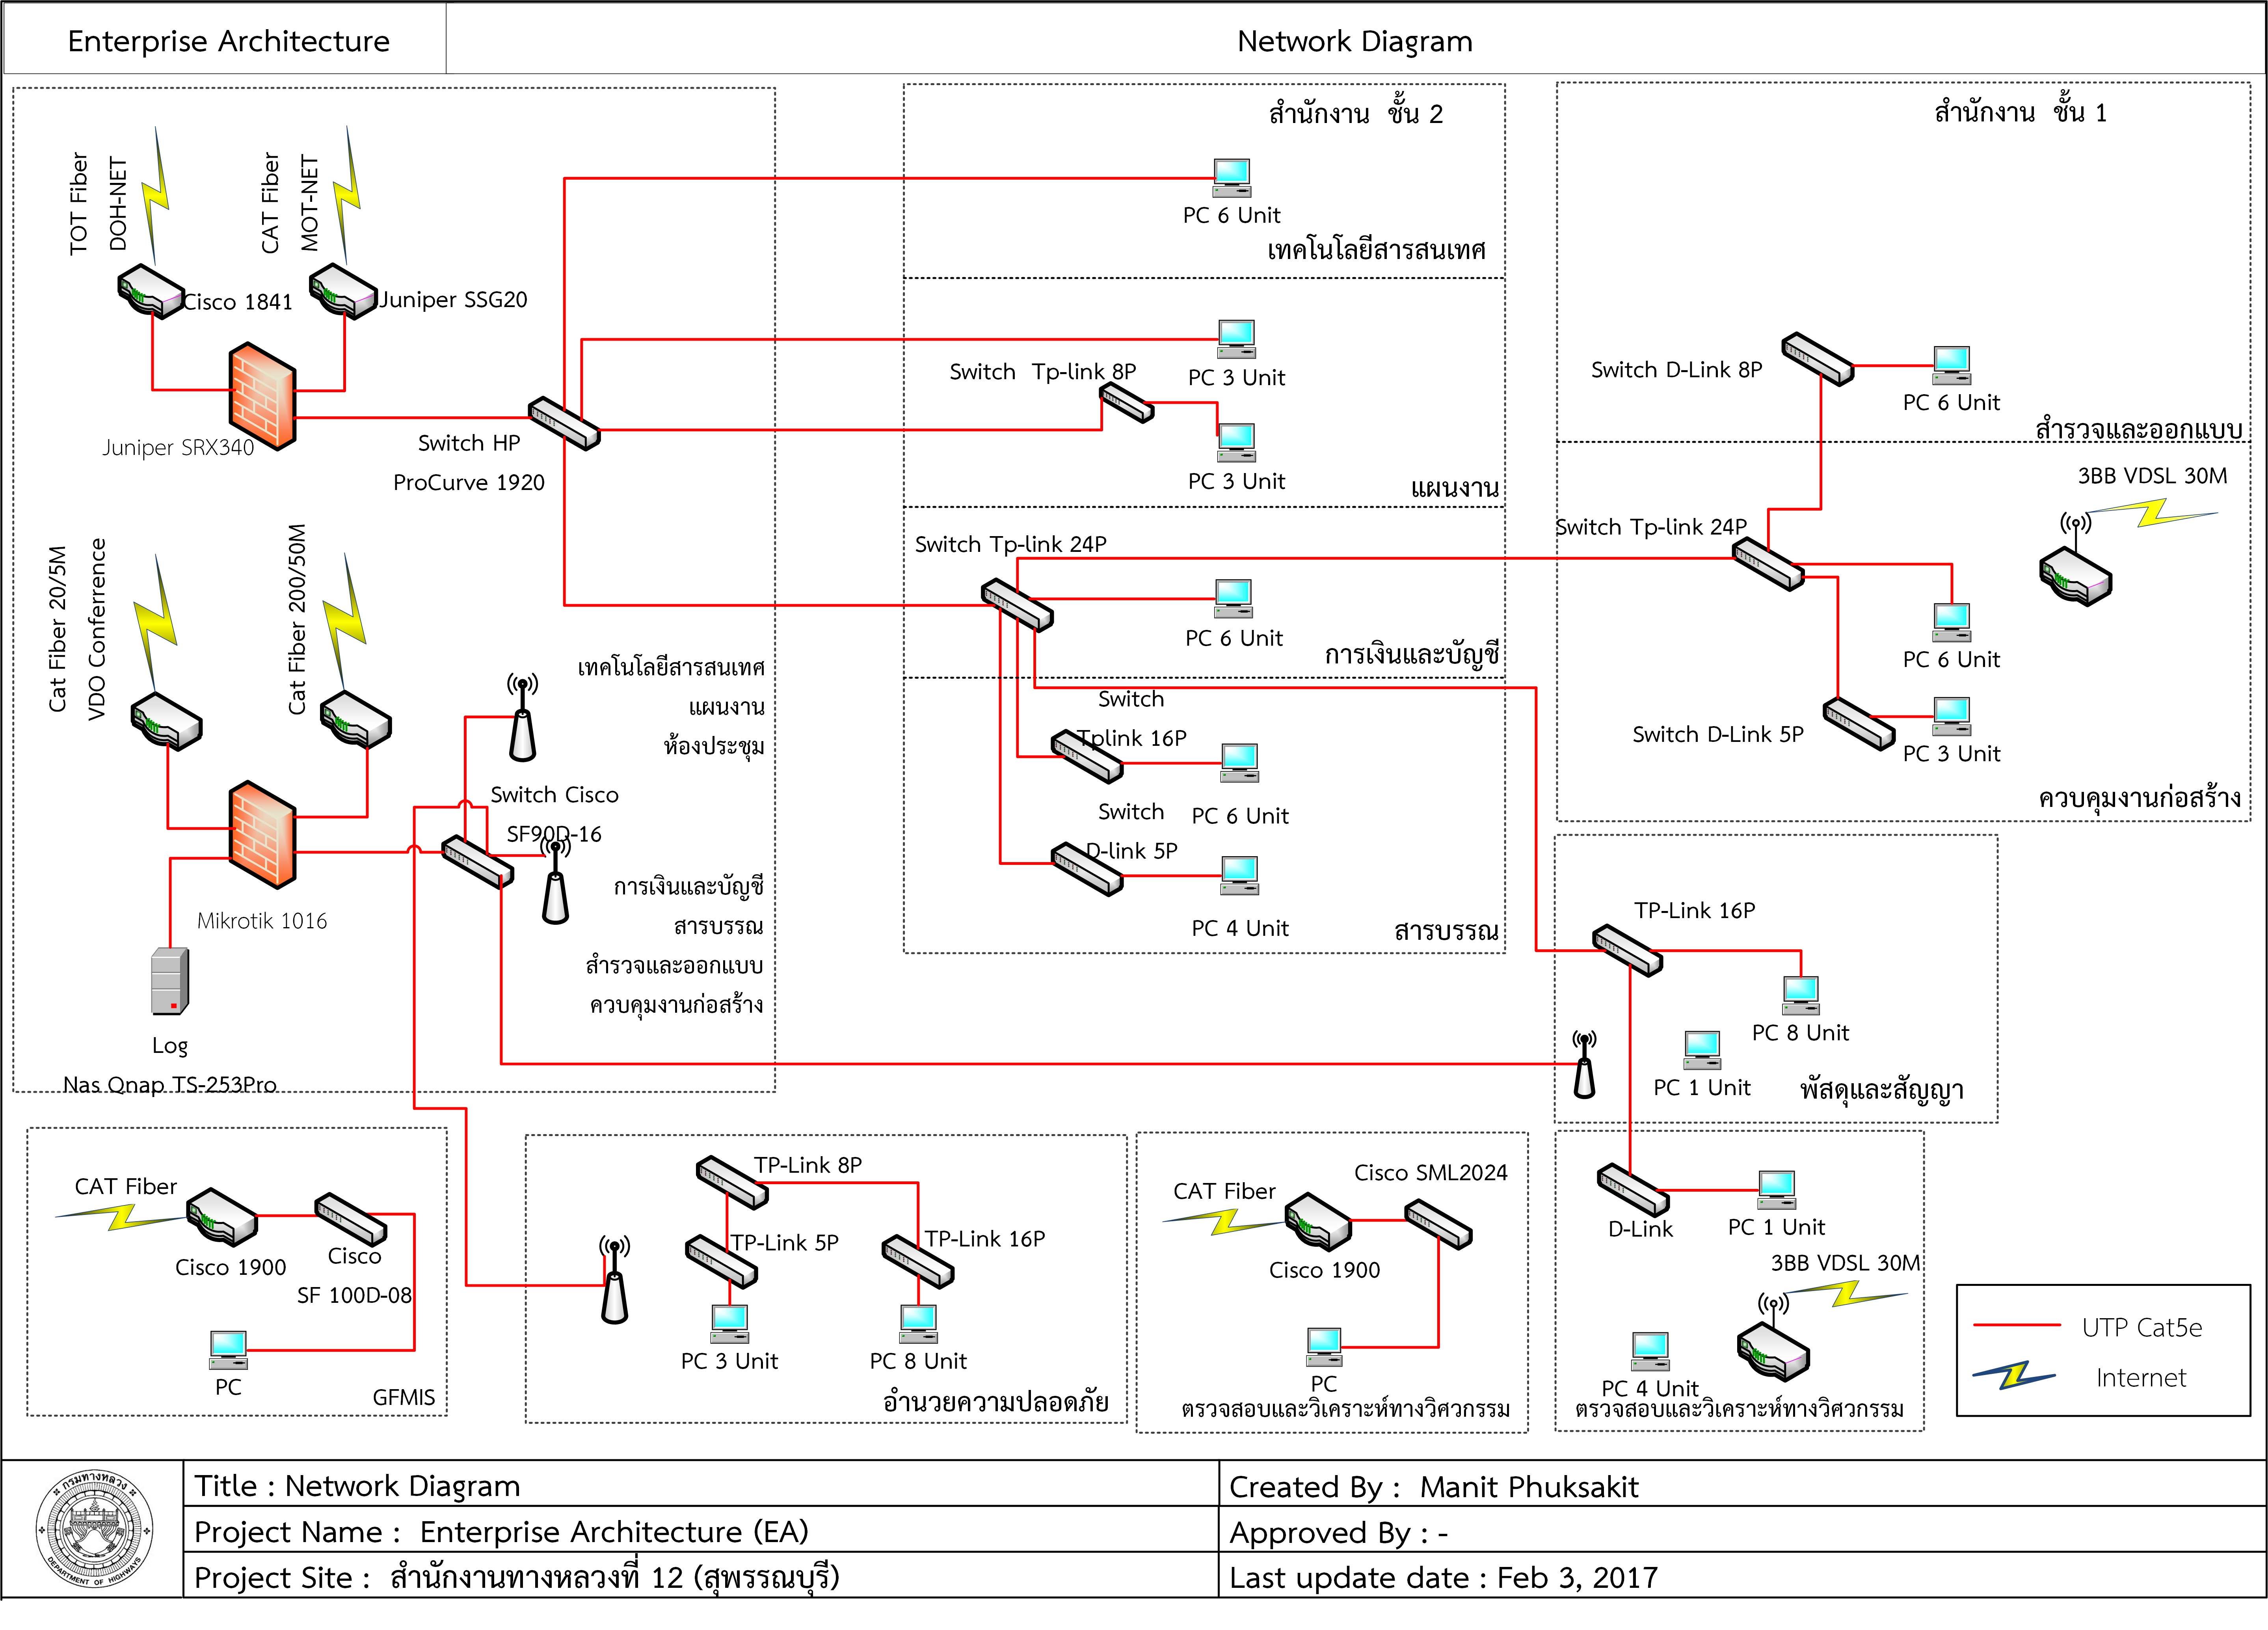 Enterprise Architecture
Network Diagram
TOT Fiber
DOH-NET
CAT Fiber
MOT-NET
Cisco 1841
Juniper SSG20
Juniper SRX340
Switch HP
ProCurve 1920
Cat Fiber 20/5M
VDO Conferrence
Cat Fiber 200/50M
เทคโนโลยีสารสนเทศ
แผนงาน
ห้องประชุม
Switch Cisco
SF90D-16
Mikrotik 1016
การเงินและบัญชี
สารบรรณ
สำรวจและออกแบบ
ควบคุมงานก่อสร้าง
Log
Nas Qnap TS-253Pro
สำนักงาน ชั้น 2
PC 6 Unit
เทคโนโลยีสารสนเทศ
Switch Tp-link 8P
PC 3 Unit
PC 3 Unit
แผนงาน
Switch Tp-link 24P
PC 6 Unit
การเงินและบัญชี
Switch
Tplink 16P
PC 6 Unit
Switch
D-link 5P
PC 4 Unit
สารบรรณ
สำนักงาน ชั้น 1
Switch D-Link 8P
PC 6 Unit
สำรวจและออกแบบ
3BB VDSL 30M
Switch Tp-link 24P
PC 6 Unit
Switch D-Link 5P
PC 3 Unit
ควบคุมงานก่อสร้าง
TP-Link 16P
PC 8 Unit
PC 1 Unit
พัสดุและสัญญา
CAT Fiber
Cisco 1900
Cisco
SF 100D-08
PC
GFMIS
TP-Link 8P
TP-Link 5P
TP-Link 16P
PC 3 Unit
PC 8 Unit
อำนวยความปลอดภัย
Cisco SML2024
CAT Fiber
Cisco 1900
PC
ตรวจสอบและวิเคราะห์ทางวิศวกรรม
D-Link
PC 1 Unit
3BB VDSL 30M
PC 4 Unit
ตรวจสอบและวิเคราะห์ทางวิศวกรรม
UTP Cat5e
Internet
กรมทางหลวง
DEPARTMENT OF HIGHWAYS
Title : Network Diagram
Created By : Manit Phuksakit
Project Name : Enterprise Architecture (EA)
Approved By : -
Project Site : สำนักงานทางหลวงที่ 12 (สุพรรณบุรี)
Last update date : Feb 3, 2017